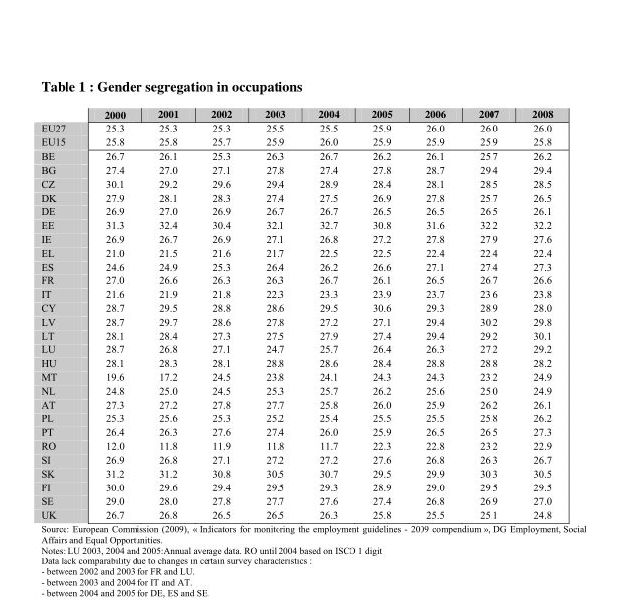 Table 1 : Gender segregation in occupations
2000 2001 2002 2003 2004 2005 2006 2007 2008
EU27 25.3 25.3 25.3 25.5 25.5 25.9 26.0 26.0 26.0
EU15 25.8 25.8 25.7 25.9 26.0 25.9 25.9 25.9 25.8
BE 26.7 26.1 25.3 26.3 26.7 26.2 26.1 25.7 26.2
BG 27.4 27.0 27.1 27.8 27.4 27.8 28.7 29.4 29.4
CZ 30.1 29.2 29.6 29.4 28.9 28.4 28.1 28.5 28.5
DK 27.9 28.1 28.3 27.4 27.5 26.9 27.8 25.7 26.5
DE 26.9 27.0 26.9 26.7 26.7 26.5 26.5 26.5 26.1
EE 31.3 32.4 30.4 32.1 32.7 30.8 31.6 32.2 32.2
IE 26.9 26.7 26.9 27.1 26.8 27.2 27.8 27.9 27.6
EL 21.0 21.5 21.6 21.7 22.5 22.5 22.4 22.4 22.4
ES 24.6 24.9 25.3 26.4 26.2 26.6 27.1 27.4 27.3
FR 27.0 26.6 26.3 26.3 26.7 26.1 26.5 26.7 26.6
IT 21.6 21.9 21.8 22.3 23.3 23.9 23.7 23.6 23.8
CY 28.7 29.5 28.8 28.6 29.5 30.6 29.3 28.9 28.0
LV 28.7 29.7 28.6 27.8 27.2 27.1 29.4 30.2 29.8
LT 28.1 28.4 27.3 27.5 27.9 27.4 29.4 29.2 30.1
LU 28.7 26.8 27.1 24.7 25.7 26.4 26.3 27.2 29.2
HU 28.1 28.3 28.1 28.8 28.6 28.4 28.8 28.8 28.2
MT 19.6 17.2 24.5 23.8 24.1 24.3 24.3 23.2 24.9
NL 24.8 25.0 24.5 25.3 25.7 26.2 25.6 25.0 24.9
AT 27.3 27.2 27.8 27.7 25.8 26.0 25.9 26.2 26.1
PL 25.3 25.6 25.3 25.2 25.4 25.5 25.5 25.8 26.2
PT 26.4 26.3 27.6 27.4 26.0 25.9 26.5 26.5 27.3
RO 12.0 11.8 11.9 11.8 11.7 22.3 22.8 23.2 22.9
SI 26.9 26.8 27.1 27.2 27.2 27.6 26.8 26.3 26.7
SK 31.2 31.2 30.8 30.5 30.7 29.5 29.9 30.3 30.5
FI 30.0 29.6 29.4 29.5 29.3 28.9 29.0 29.5 29.5
SE 29.0 28.0 27.8 27.7 27.6 27.4 26.8 26.9 27.0
UK 26.7 26.8 26.5 26.5 26.3 25.8 25.5 25.1 24.8
Source: European Commission (2009), « Indicators for monitoring the employment guidelines - 2009 compendium », DG Employment, Social
Affairs and Equal Opportunities.
Notes: LU 2003, 2004 and 2005:Annual average data. RO until 2004 based on ISCO 1 digit
Data lack comparability due to changes in certain survey characteristics :
- between 2002 and 2003 for FR and LU.
- between 2003 and 2004 for IT and AT.
- between 2004 and 2005 for DE, ES and SE